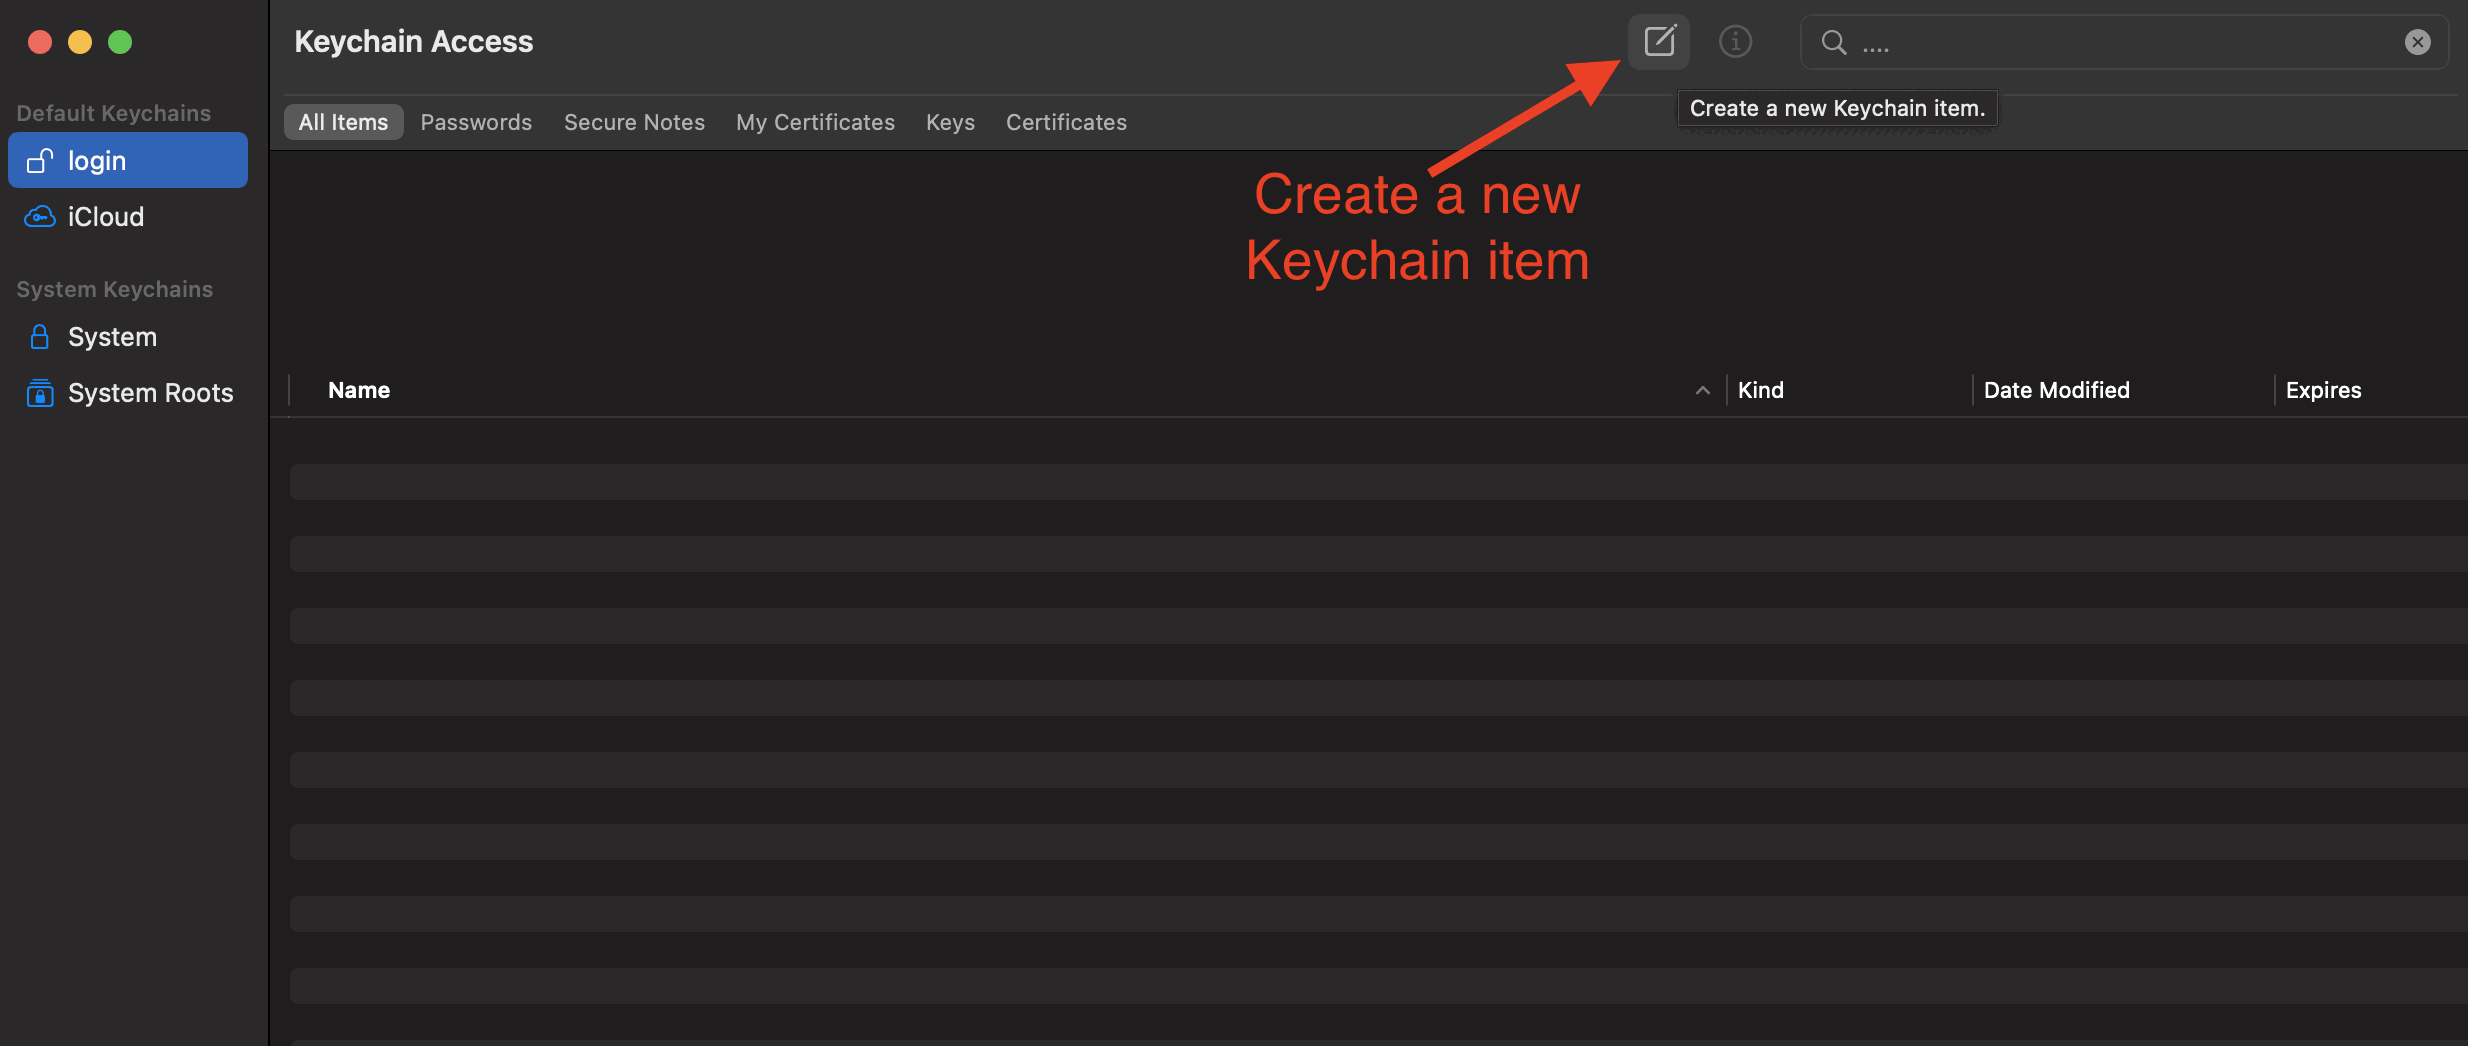 Keychain Access
....
Default Keychains
login
iCloud
System Keychains
System
System Roots
All Items
Passwords
Secure Notes
My Certificates
Keys
Certificates
Create a new Keychain item.
Create a new
Keychain item
Name
Kind
Date Modified
Expires